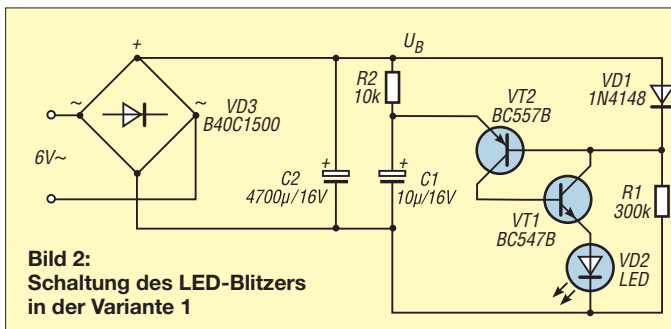 +
U_B
R2
10k
VD1
1N4148
VT2
BC557B
~
~
VD3
B40C1500
6V~
+
C2
4700µ/16V
+
C1
10µ/16V
VT1
BC547B
R1
300k
VD2
LED
Bild 2:
Schaltung des LED-Blitzers
in der Variante 1